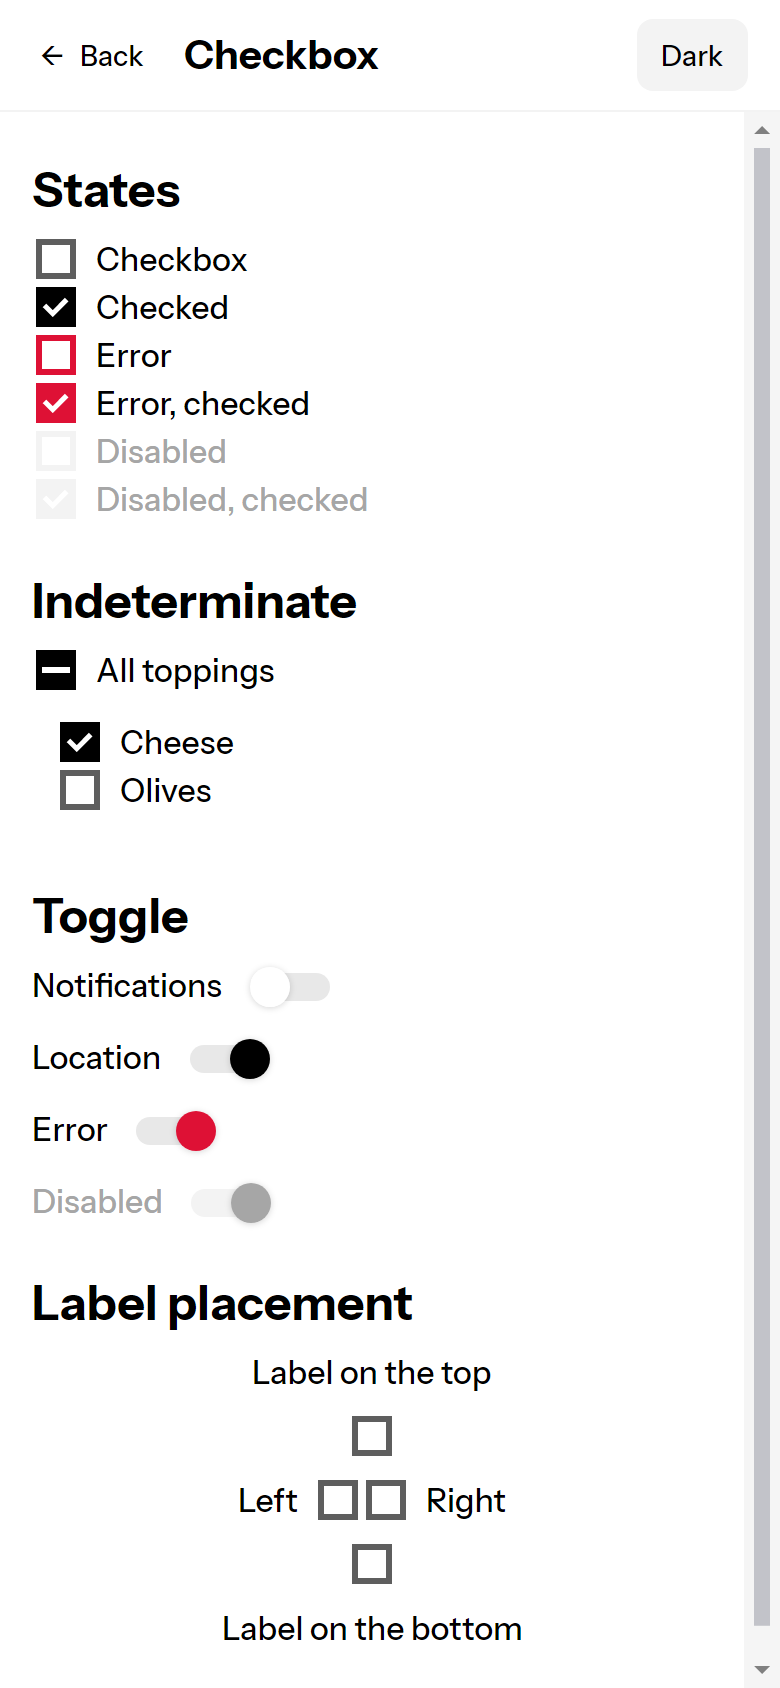 ← Back Checkbox Dark
States
Checkbox
Checked
Error
Error, checked
Disabled
Disabled, checked
Indeterminate
All toppings
Cheese
Olives
Toggle
Notifications
Location
Error
Disabled
Label placement
Label on the top
Left Right
Label on the bottom